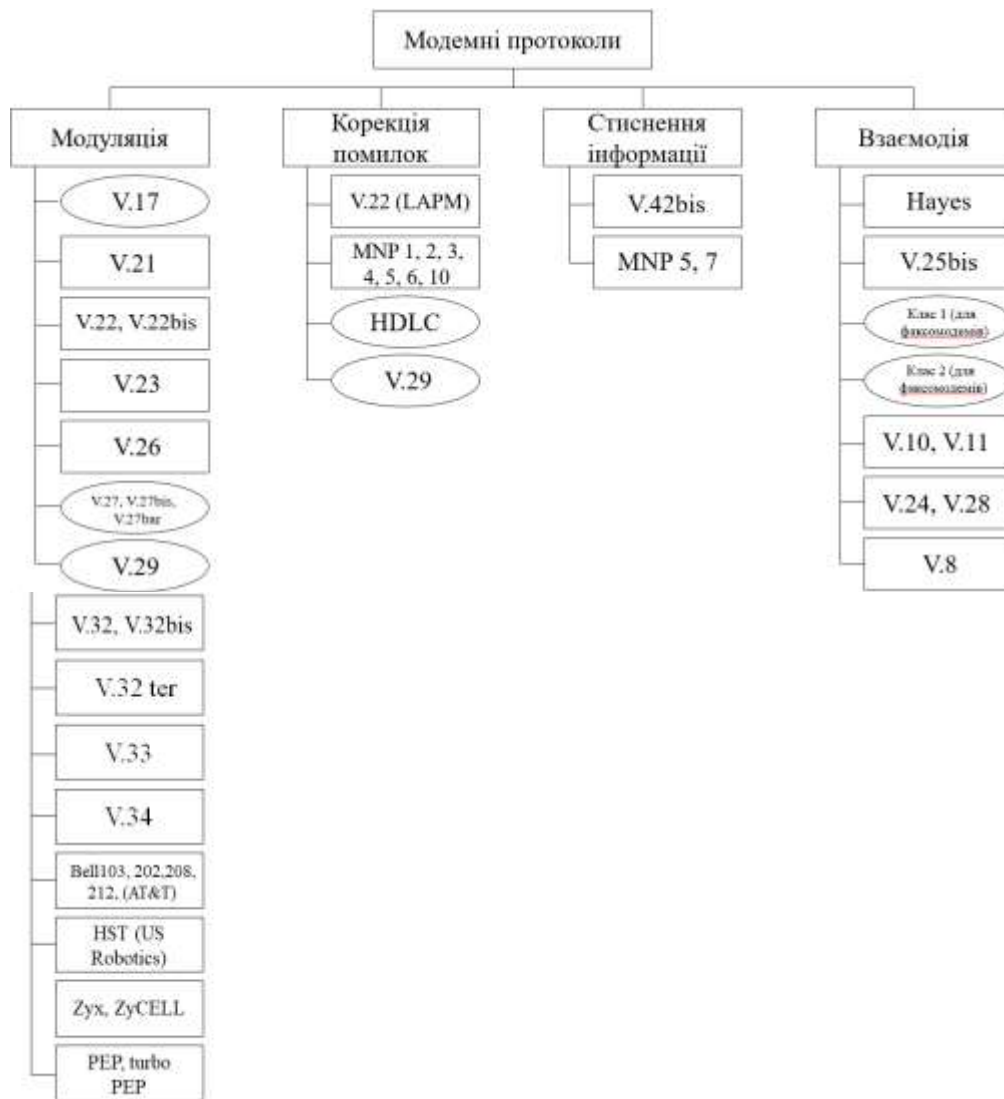 Модемні протоколи
Модуляція
V.17
V.21
V.22, V.22bis
V.23
V.26
V.27, V.27bis,
V.27bar
V.29
V.32, V.32bis
V.32 ter
V.33
V.34
Bell103, 202,208,
212, (AT&T)
HST (US
Robotics)
Zyx, ZyCELL
PEP, turbo
PEP
Корекція
помилок
V.22 (LAPM)
MNP 1, 2, 3,
4, 5, 6, 10
HDLC
V.29
Стиснення
інформації
V.42bis
MNP 5, 7
Взаємодія
Hayes
V.25bis
Клас 1 (для
факсомодемів)
Клас 2 (для
факсомодемів)
V.10, V.11
V.24, V.28
V.8